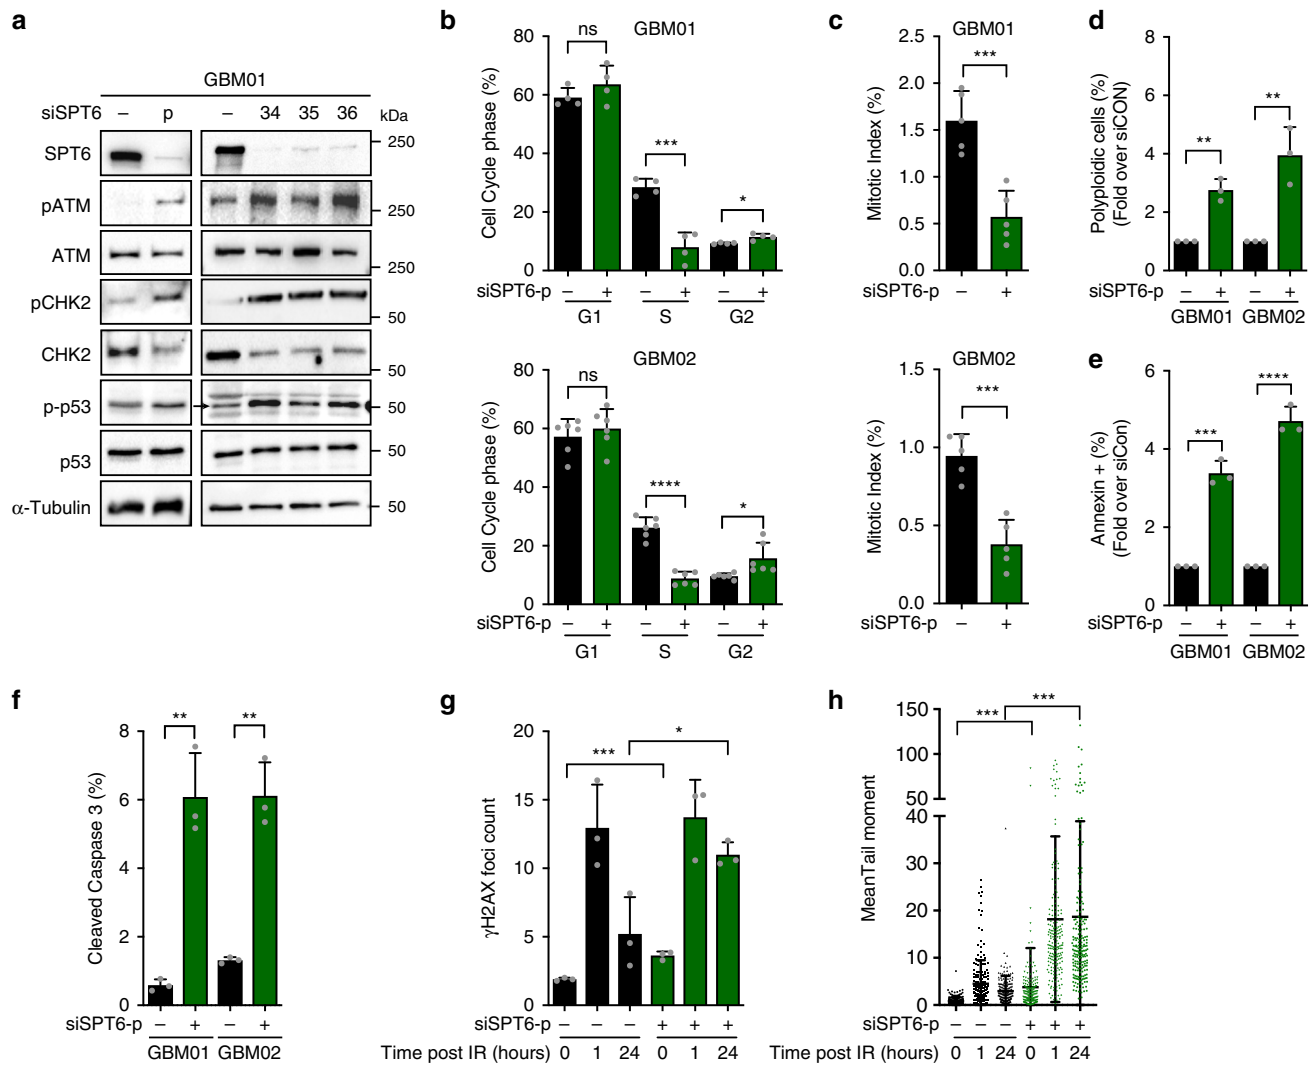 a
GBM01
siSPT6 – p – 34 35 36 kDa
SPT6 250
pATM 250
ATM 250
pCHK2 50
CHK2 50
p-p53 50
p53 50
α-Tubulin 50
b
GBM01
Cell Cycle phase (%)
80
60
40
20
0
ns
***
*
siSPT6-p – + – + – +
G1 S G2
GBM02
Cell Cycle phase (%)
80
60
40
20
0
ns
****
*
siSPT6-p – + – + – +
G1 S G2
c
GBM01
Mitotic Index (%)
2.5
2.0
1.5
1.0
0.5
0.0
***
siSPT6-p – +
GBM02
Mitotic Index (%)
1.5
1.0
0.5
0.0
***
siSPT6-p – +
d
Polyploidic cells (%)
(Fold over siCON)
8
6
4
2
0
**
**
siSPT6-p – + – +
GBM01 GBM02
e
Annexin + (%)
(Fold over siCon)
6
4
2
0
***
****
siSPT6-p – + – +
GBM01 GBM02
f
Cleaved Caspase 3 (%)
8
6
4
2
0
**
**
siSPT6-p – + – +
GBM01 GBM02
g
γH2AX foci count
20
15
10
5
0
***
*
siSPT6-p – – – + + +
Time post IR (hours) 0 1 24 0 1 24
h
MeanTail moment
150
100
50
40
30
20
10
0
***
***
siSPT6-p – – – + + +
Time post IR (hours) 0 1 24 0 1 24